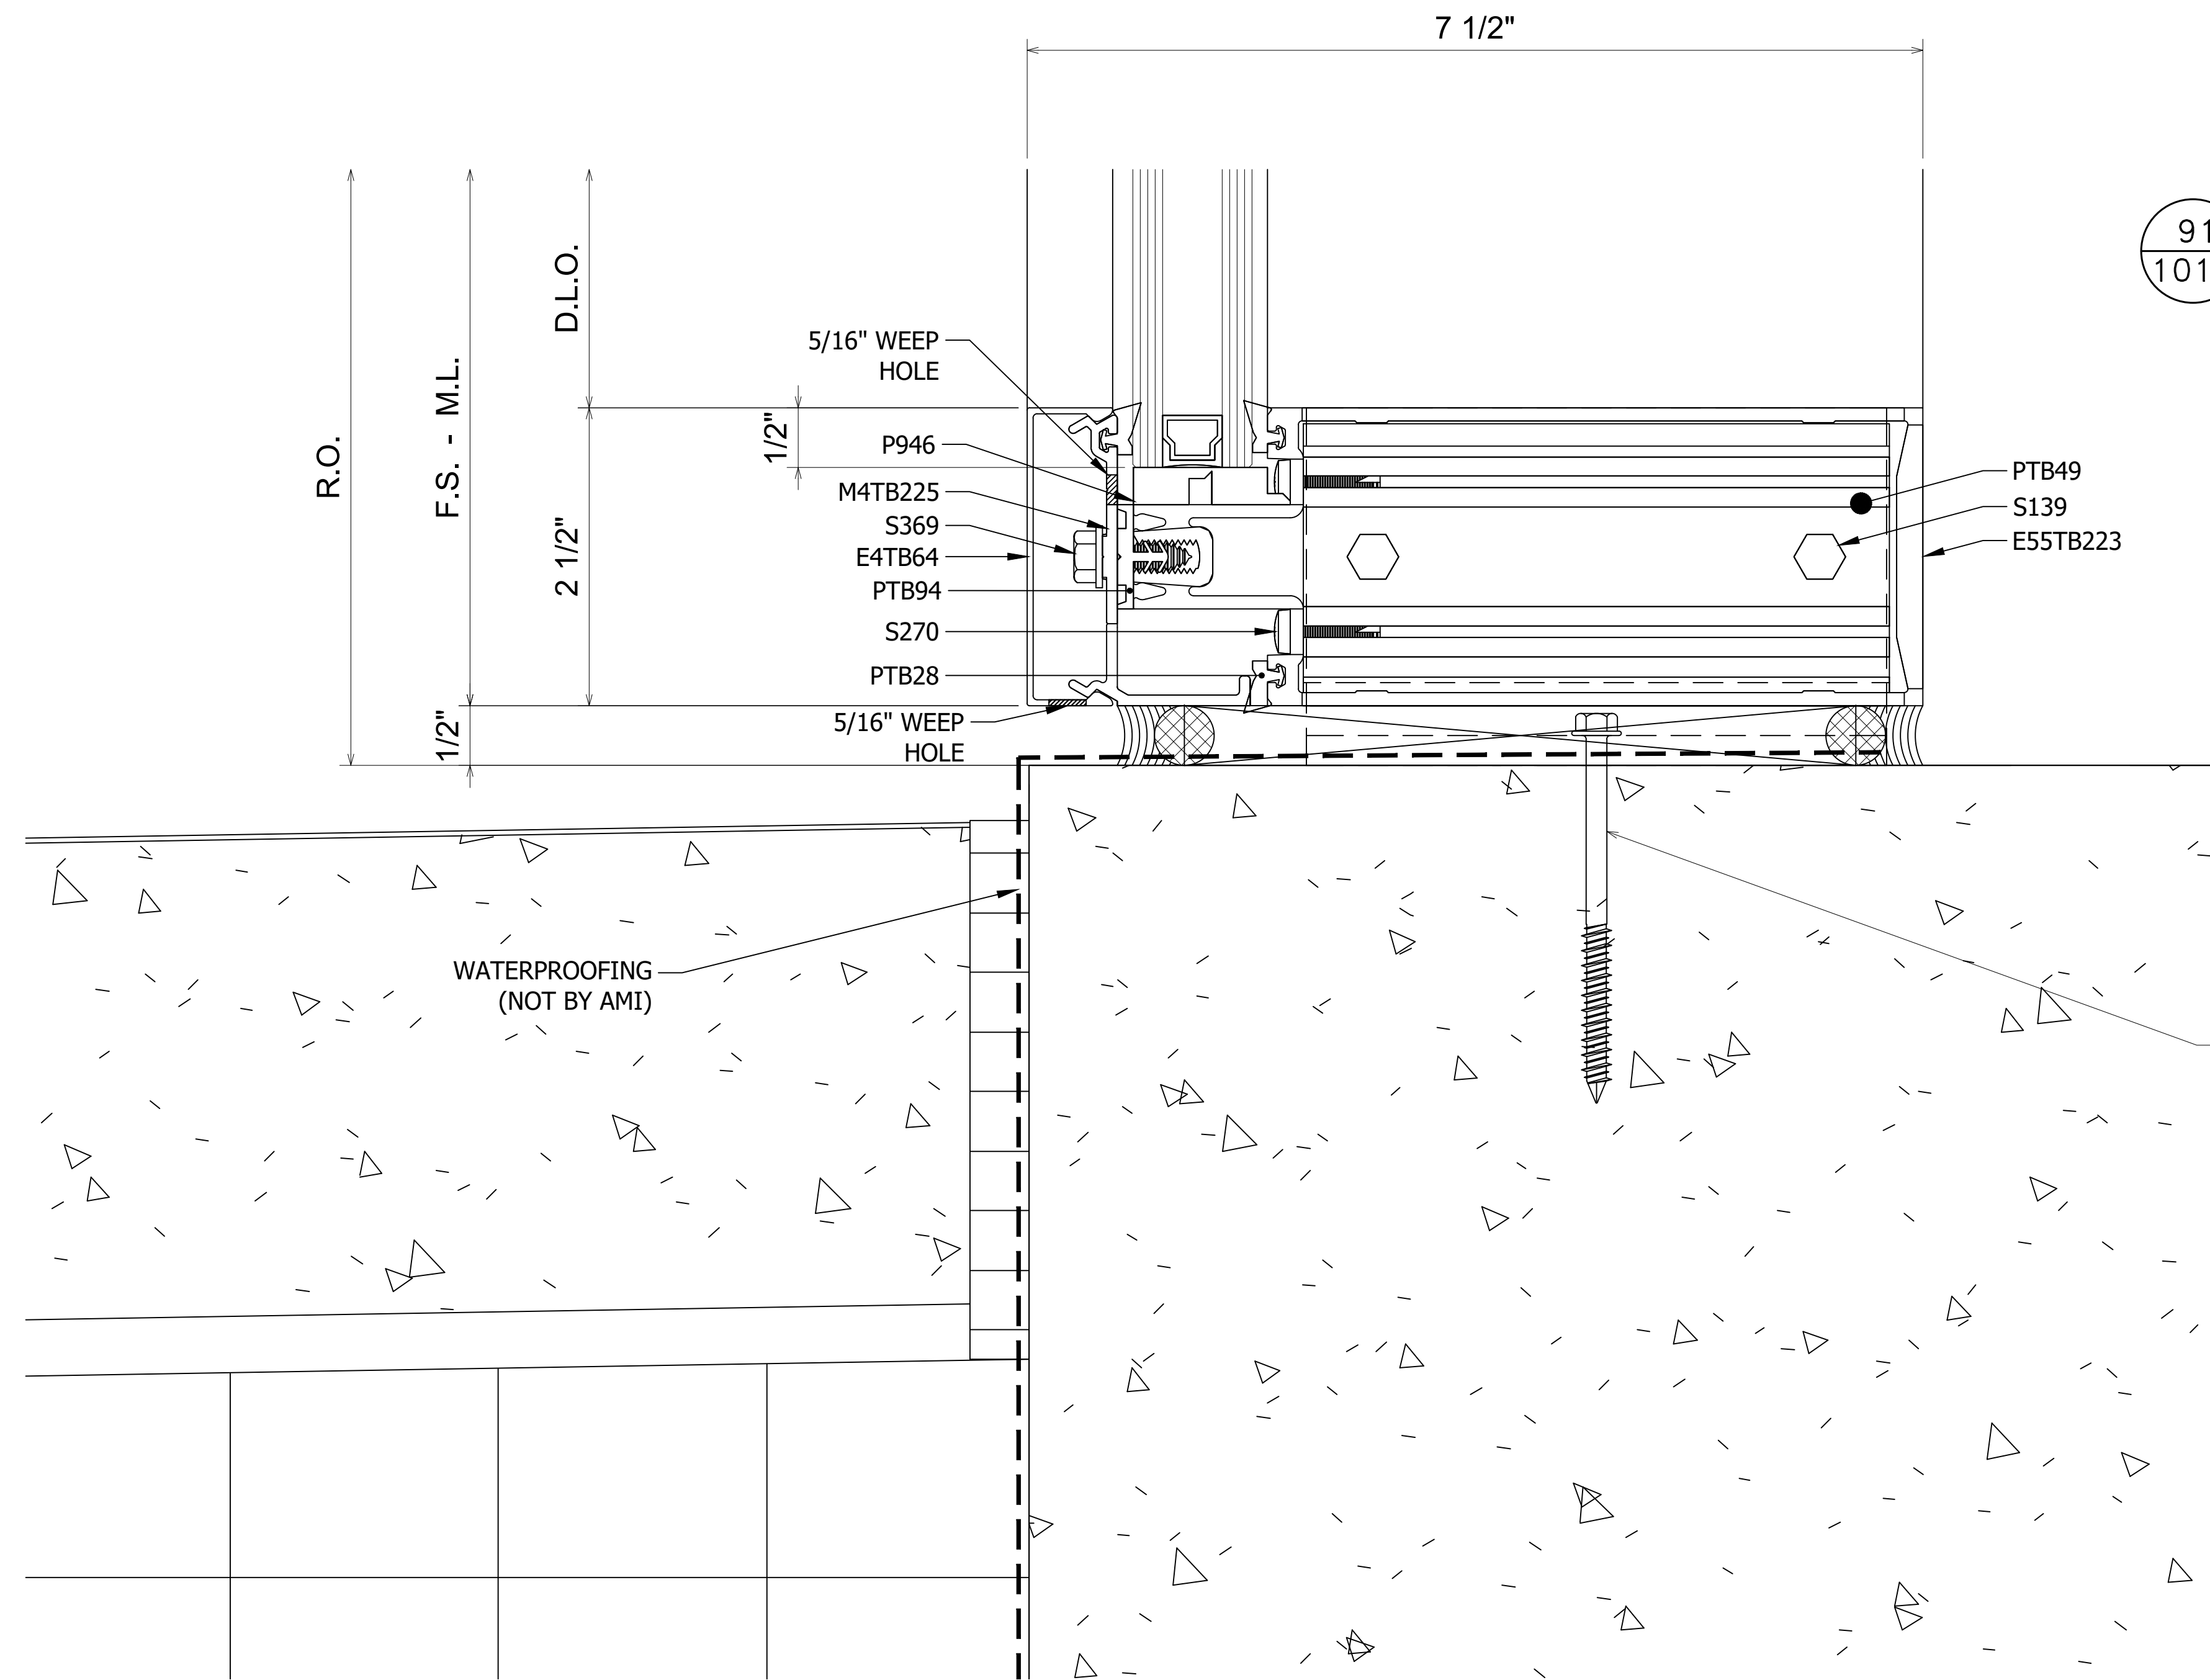 7 1/2"
91
101
R.O.
F.S. - M.L.
D.L.O.
2 1/2"
1/2"
1/2"
5/16" WEEP
HOLE
P946
M4TB225
S369
E4TB64
PTB94
S270
PTB28
5/16" WEEP
HOLE
PTB49
S139
E55TB223
WATERPROOFING
(NOT BY AMI)